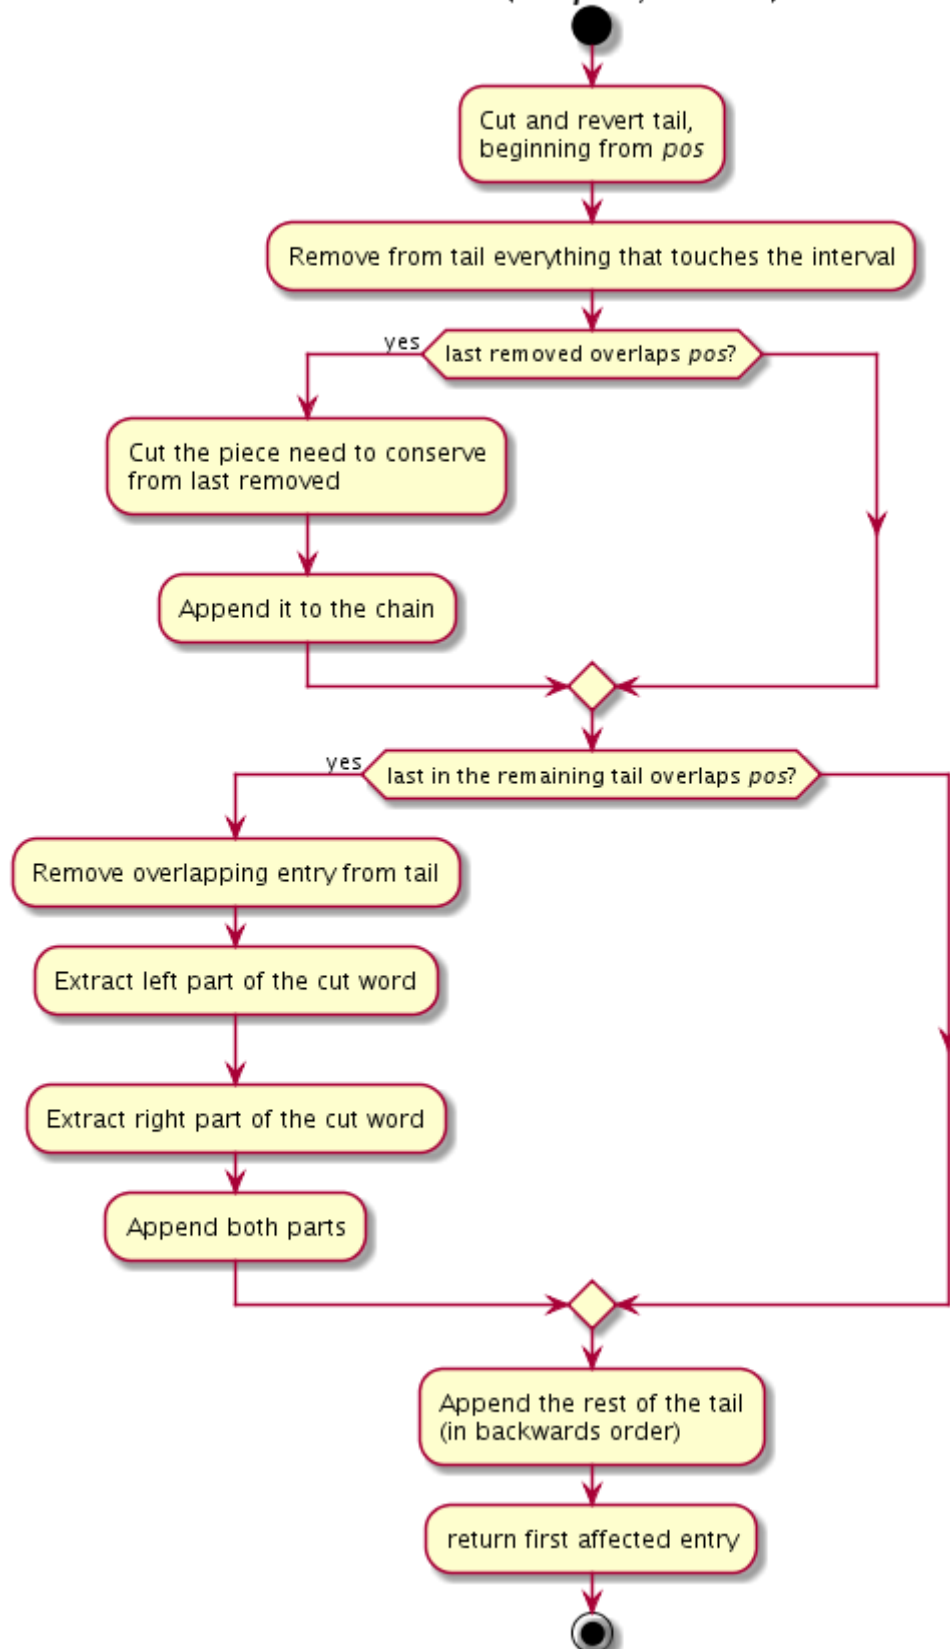 Cut and revert tail,
beginning from pos
Remove from tail everything that touches the interval
yes
last removed overlaps pos?
Cut the piece need to conserve
from last removed
Append it to the chain
yes
last in the remaining tail overlaps pos?
Remove overlapping entry from tail
Extract left part of the cut word
Extract right part of the cut word
Append both parts
Append the rest of the tail
(in backwards order)
return first affected entry